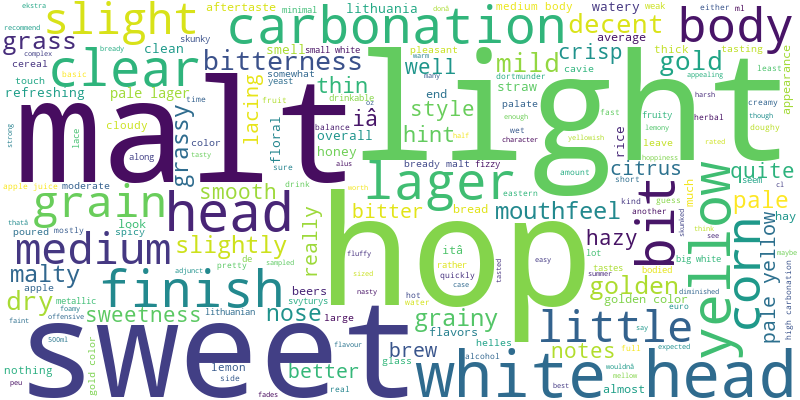 ekstra
slight
aftertaste
minimal
lithuania
donâ
medium body
watery
weak
either
ml
body
recommend
skunky
carbonation
decent
complex
grass
bready
clean
smell
small white
pleasant
warm
crisp
average
thick
tasting
cereal
clear
bitterness
well
many
mild
dortmunder
gold
least
touch
basic
somewhat
thin
cavie
appealing
refreshing
pale lager
yeast
drinkable
style
end
straw
appearance
malt
light
time
fruit
oz
iâ
palate
fast
harsh
creamy
strong
cloudy
lacing
hint
enough
fruity
herbal
though
lace
grassy
color
floral
balance
overall
wet
character
yellowish
rice
lemony
doughy
along
tasty
sure
honey
alus
half
leave
rated
hoppiness
bready malt fizzy
citrus
quite
apple juice
moderate
smooth
drink
worth
lager
eastern
amount
short
bit
much
seem
cl
grain
head
bitter
bread
mouthfeel
kind
guess
pale
thatâ
look
hop
another
skunked
yellow
corn
hay
poured
mostly
spicy
really
fluffy
itâ
hazy
lot
think
see
pale yellow
medium
slightly
de
pretty
sampled
rather
tasted
easy
tastes
big white
maybe
malty
apple
adjunct
sized
quickly
summer
bodied
high carbonation
finish
beers
nasty
hot
case
golden
diminished
dry
metallic
svyturys
water
golden color
euro
foamy
sweetness
lithuanian
nose
large
grainy
little
say
faint
offensive
flavors
helles
notes
full
expected
sweet
500ml
flavour
brew
alcohol
white head
nothing
gold color
lemon
better
glass
wouldnâ
peu
side
real
almost
mellow
fades
best